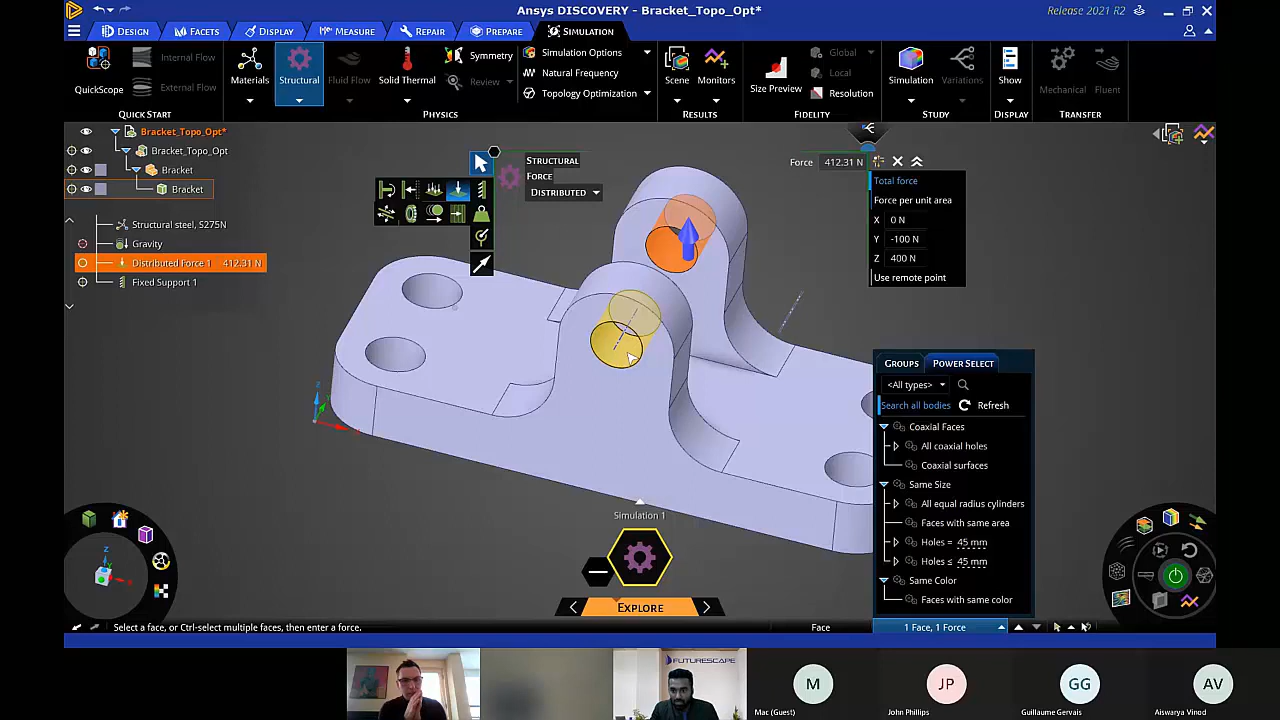 Ansys DISCOVERY - Bracket_Topo_Opt*
Release 2021 R2
DESIGN
FACETS
DISPLAY
MEASURE
REPAIR
PREPARE
SIMULATION
QuickScope
Internal Flow
External Flow
QUICK START
Materials
Structural
Fluid Flow
Solid Thermal
Symmetry
Review
Simulation Options
Natural Frequency
Topology Optimization
PHYSICS
Scene
Monitors
RESULTS
Size Preview
Global
Local
Resolution
FIDELITY
Simulation
Variations
STUDY
Show
DISPLAY
Mechanical
Fluent
TRANSFER
Bracket_Topo_Opt*
Bracket_Topo_Opt
Bracket
Bracket
Structural steel, S275N
Gravity
Distributed Force 1 412.31 N
Fixed Support 1
STRUCTURAL
FORCE
DISTRIBUTED
Force 412.31 N
Total force
Force per unit area
X 0 N
Y -100 N
Z 400 N
Use remote point
GROUPS
POWER SELECT
<All types>
Search all bodies
Refresh
Coaxial Faces
All coaxial holes
Coaxial surfaces
Same Size
All equal radius cylinders
Faces with same area
Holes = 45 mm
Holes ≤ 45 mm
Same Color
Faces with same color
Simulation 1
EXPLORE
Z
Select a face, or Ctrl-select multiple faces, then enter a force.
Face
1 Face, 1 Force
FUTURESCAPE
M
JP
GG
AV
Mac (Guest)
John Phillips
Guillaume Gervais
Aiswarya Vinod